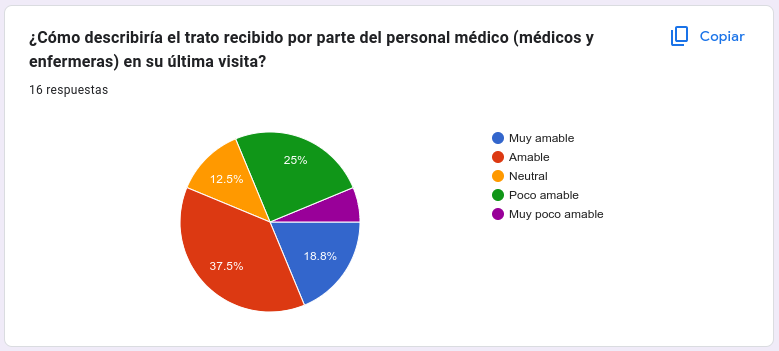 ¿Cómo describiría el trato recibido por parte del personal médico (médicos y
enfermeras) en su última visita?
Copiar
16 respuestas
25%
12.5%
37.5%
18.8%
Muy amable
Amable
Neutral
Poco amable
Muy poco amable